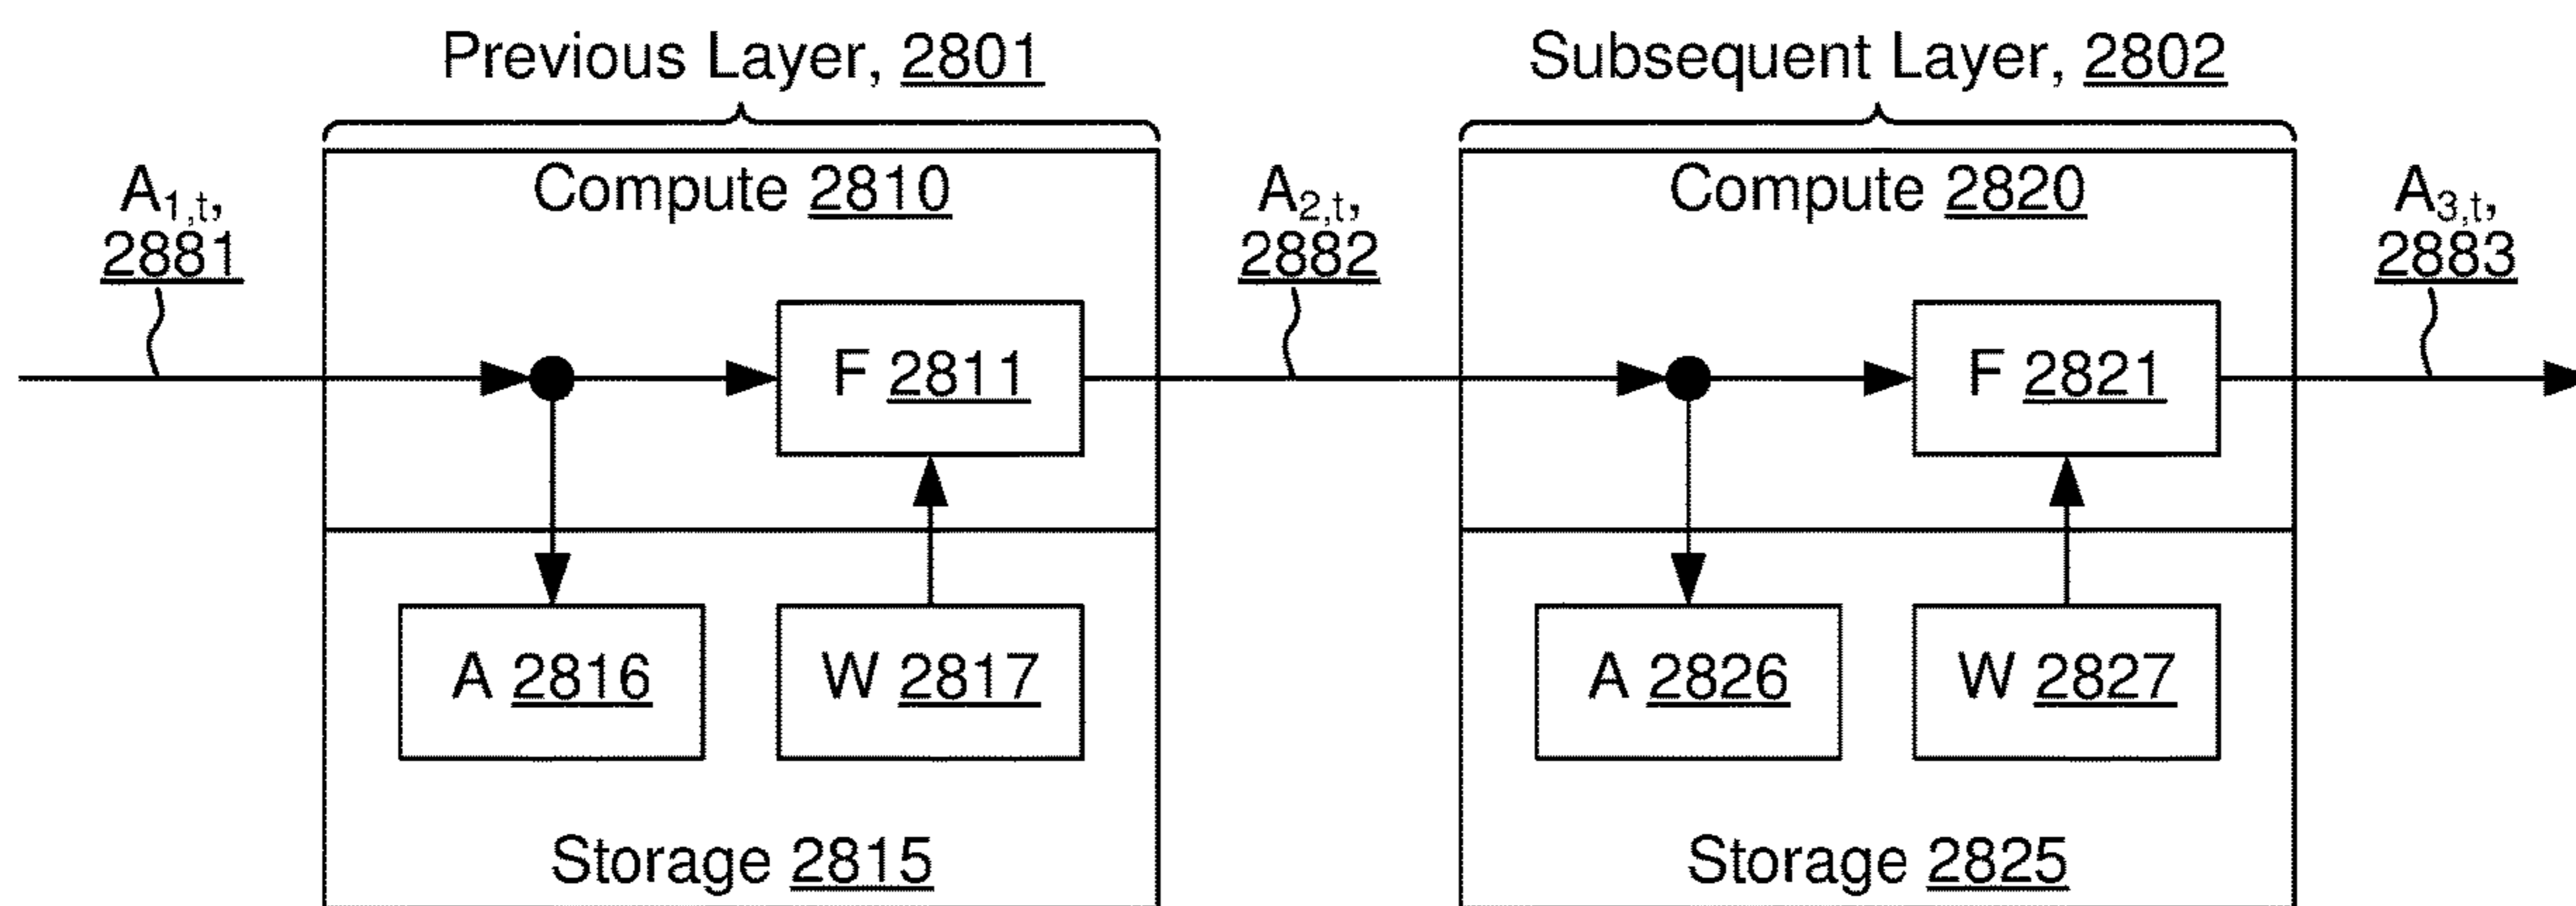 Previous Layer, 2801
Subsequent Layer, 2802
A1,t,
2881
Compute 2810
A2,t,
2882
Compute 2820
A3,t,
2883
F 2811
F 2821
A 2816
W 2817
A 2826
W 2827
Storage 2815
Storage 2825